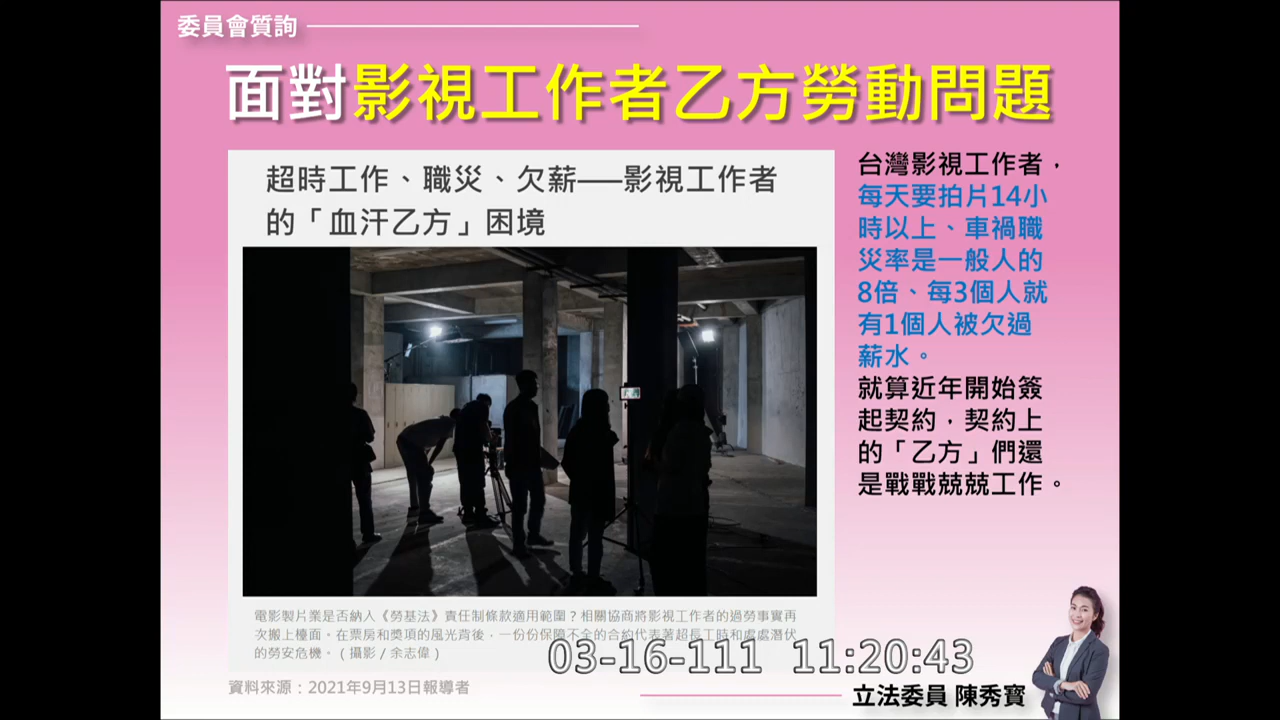 委員會質詢
面對影視工作者乙方勞動問題
超時工作、職災、欠薪──影視工作者
的「血汗乙方」困境
電影製片業是否納入《勞基法》責任制條款適用範圍？相關協商將影視工作者的過勞事實再
次搬上檯面。在票房和獎項的風光背後，一份份保障不全的合約代表著超長工時和處處潛伏
的勞安危機。（攝影／余志偉）
資料來源：2021年9月13日報導者
台灣影視工作者，
每天要拍片14小
時以上、車禍職
災率是一般人的
8倍、每3個人就
有1個人被欠過
薪水。
就算近年開始簽
起契約，契約上
的「乙方」們還
是戰戰兢兢工作。
03-16-111 11:20:43
立法委員 陳秀寳